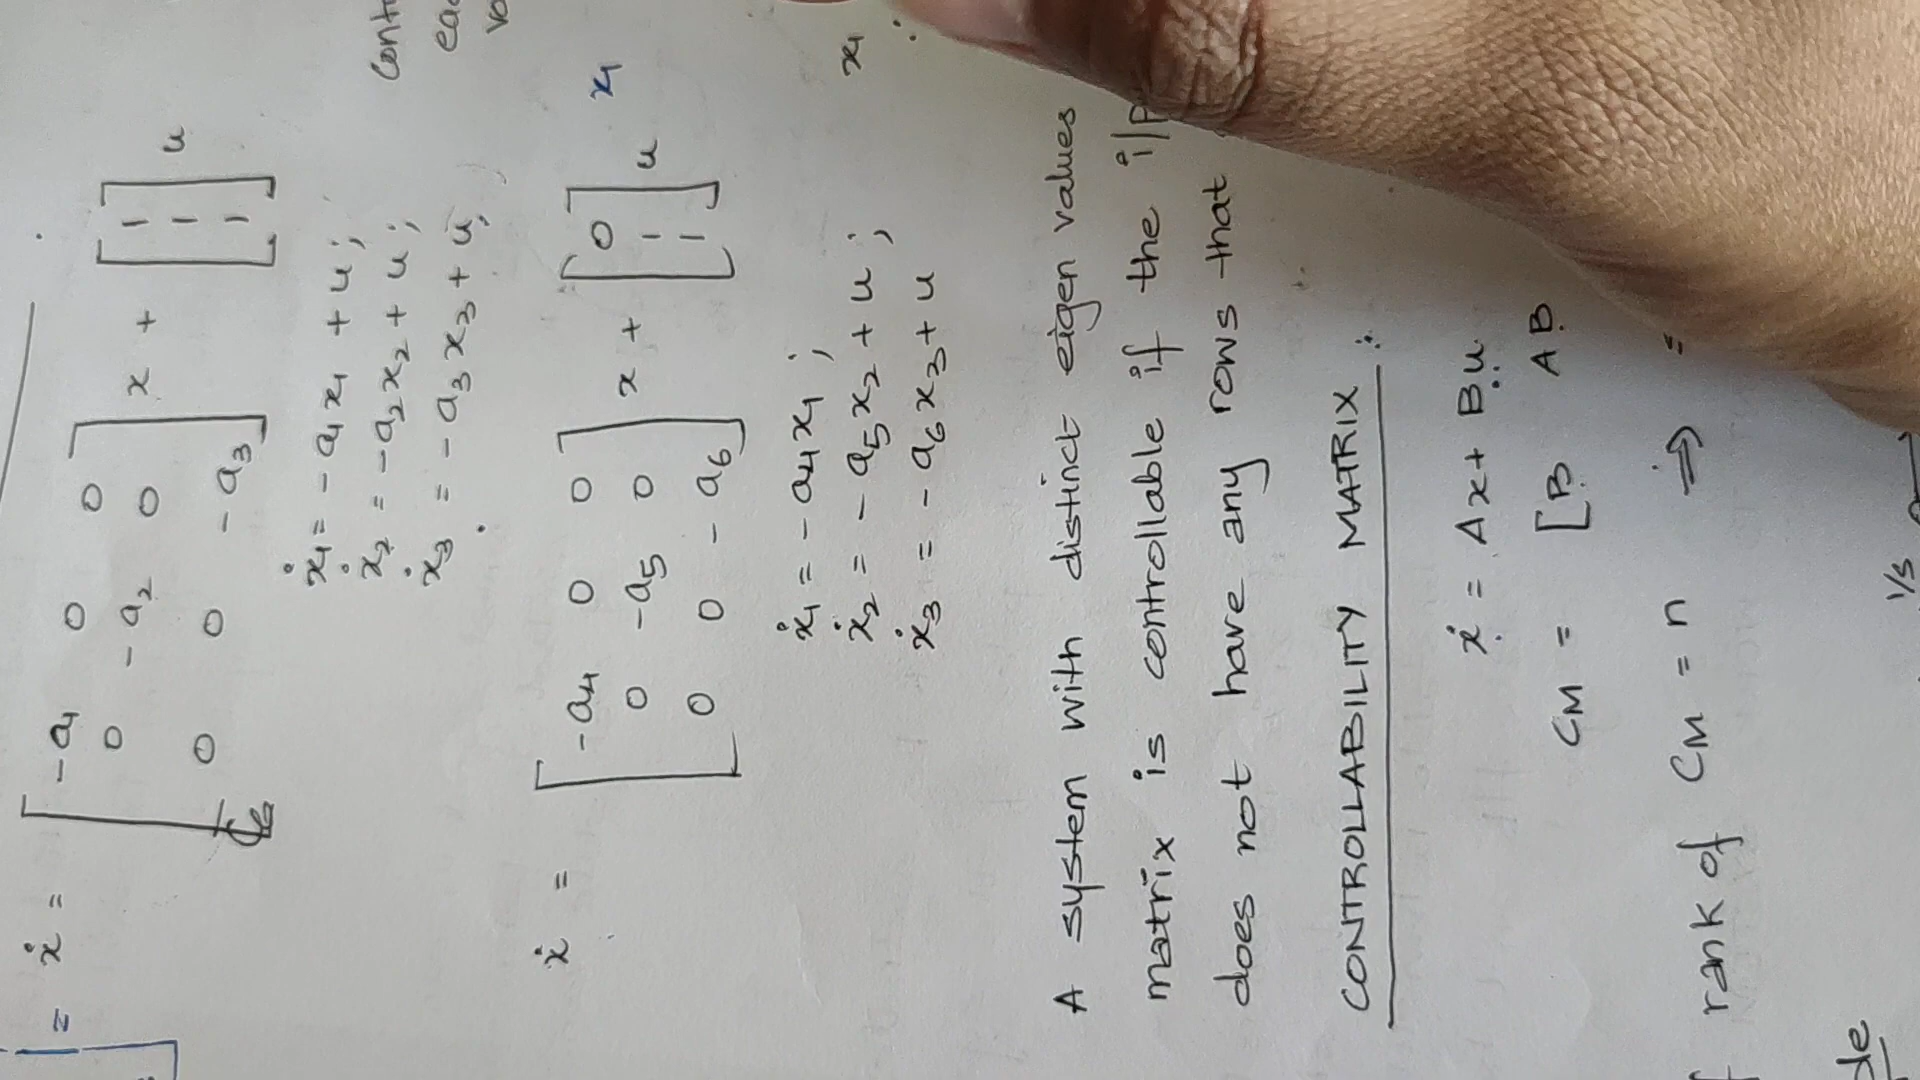 = ẋ = [ -a1 0 0
0 -a2 0
0 0 -a3 ] x + [ 1
1
1 ] u
ẋ1 = -a1x1 + u;
ẋ2 = -a2x2 + u;
ẋ3 = -a3x3 + u;
ẋ = [ -a4 0 0
0 -a5 0
0 0 -a6 ] x + [ 0
1
1 ] u x1
ẋ1 = -a4x1;
ẋ2 = -a5x2 + u; x1
ẋ3 = -a6x3 + u ∴
A system with distinct eigen values
matrix is controllable if the i/p
does not have any rows that
CONTROLLABILITY MATRIX :
ẋ = Ax + Bu
CM = [B AB
rank of CM = n ⇒ =
1/s